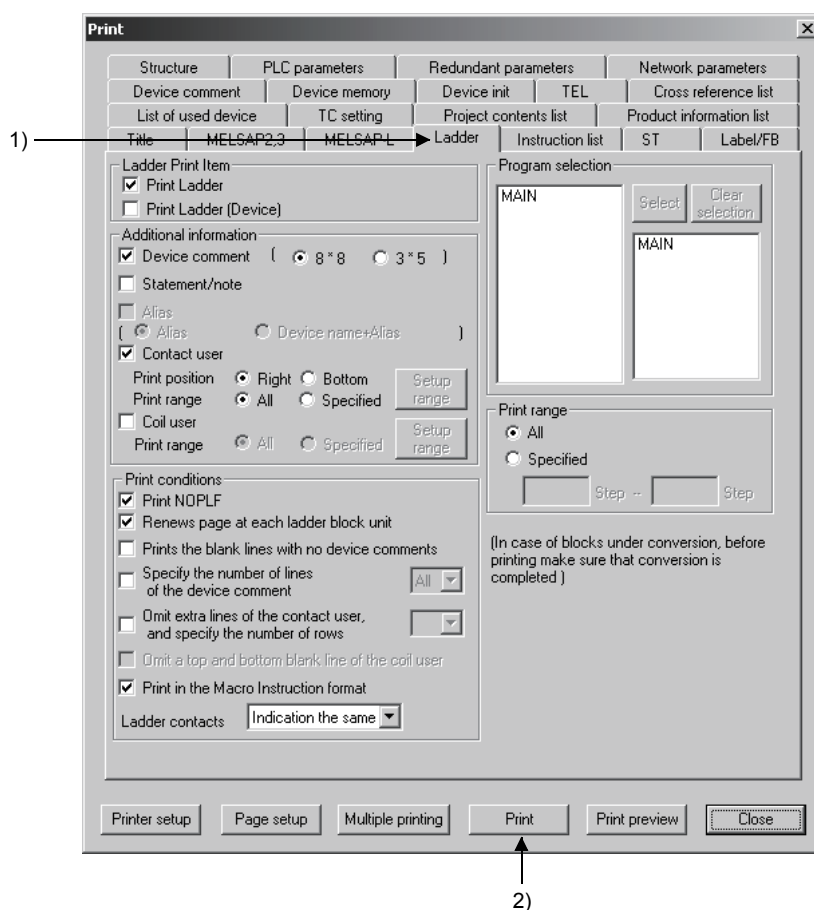 Print
Structure PLC parameters Redundant parameters Network parameters
Device comment Device memory Device init TEL Cross reference list
List of used device TC setting Project contents list Product information list
1) Title MELSAP2,3 MELSAP-L Ladder Instruction list ST Label/FB
Ladder Print Item
Print Ladder
Print Ladder (Device)
Additional information
Device comment ( 8*8 3*5 )
Statement/note
Alias
( Alias Device name+Alias )
Contact user
Print position Right Bottom
Print range All Specified
Setup
range
Coil user
Print range All Specified
Setup
range
Print conditions
Print NOPLF
Renews page at each ladder block unit
Prints the blank lines with no device comments
Specify the number of lines
of the device comment
All
Omit extra lines of the contact user,
and specify the number of rows
Omit a top and bottom blank line of the coil user
Print in the Macro Instruction format
Ladder contacts Indication the same
Program selection
MAIN
Select
Clear
selection
MAIN
Print range
All
Specified
Step -- Step
(In case of blocks under conversion, before
printing make sure that conversion is
completed )
Printer setup Page setup Multiple printing Print Print preview Close
2)